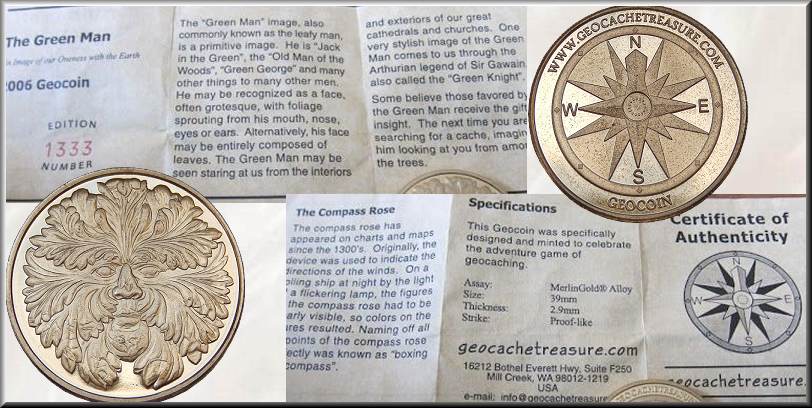 The Green Man
n Image of our Oneness with the Earth
2006 Geocoin
EDITION
1333
NUMBER
The "Green Man" image, also
commonly known as the leafy man,
is a primitive image. He is "Jack
in the Green", the "Old Man of the
Woods", "Green George" and many
other things to many other men.
He may be recognized as a face,
often grotesque, with foliage
sprouting from his mouth, nose,
eyes or ears. Alternatively, his face
may be entirely composed of
leaves. The Green Man may be
seen staring at us from the interiors
and exteriors of our great
cathedrals and churches. One
very stylish image of the Green
Man comes to us through the
Arthurian legend of Sir Gawain,
also called the "Green Knight".
Some believe those favored by
the Green Man receive the gift
insight. The next time you are
searching for a cache, imagin
him looking at you from amon
the trees.
WWW.GEOCACHETREASURE.COM
N
W E
S
GEOCOIN
The Compass Rose
The compass rose has
appeared on charts and maps
since the 1300's. Originally, the
device was used to indicate the
directions of the winds. On a
olling ship at night by the light
a flickering lamp, the figures
the compass rose had to be
arly visible, so colors on the
ures resulted. Naming off all
points of the compass rose
ectly was known as "boxing
compass".
Specifications
This Geocoin was specifically
designed and minted to celebrate
the adventure game of
geocaching.
Assay: MerlinGold® Alloy
Size: 39mm
Thickness: 2.9mm
Strike: Proof-like
geocachetreasure.com
16212 Bothel Everett Hwy, Suite F250
Mill Creek, WA 98012-1219
USA
e-mail: info@geocache
Certificate of
Authenticity
N
W E
S
eocachetreasure.co
GEOCACHETREASURE